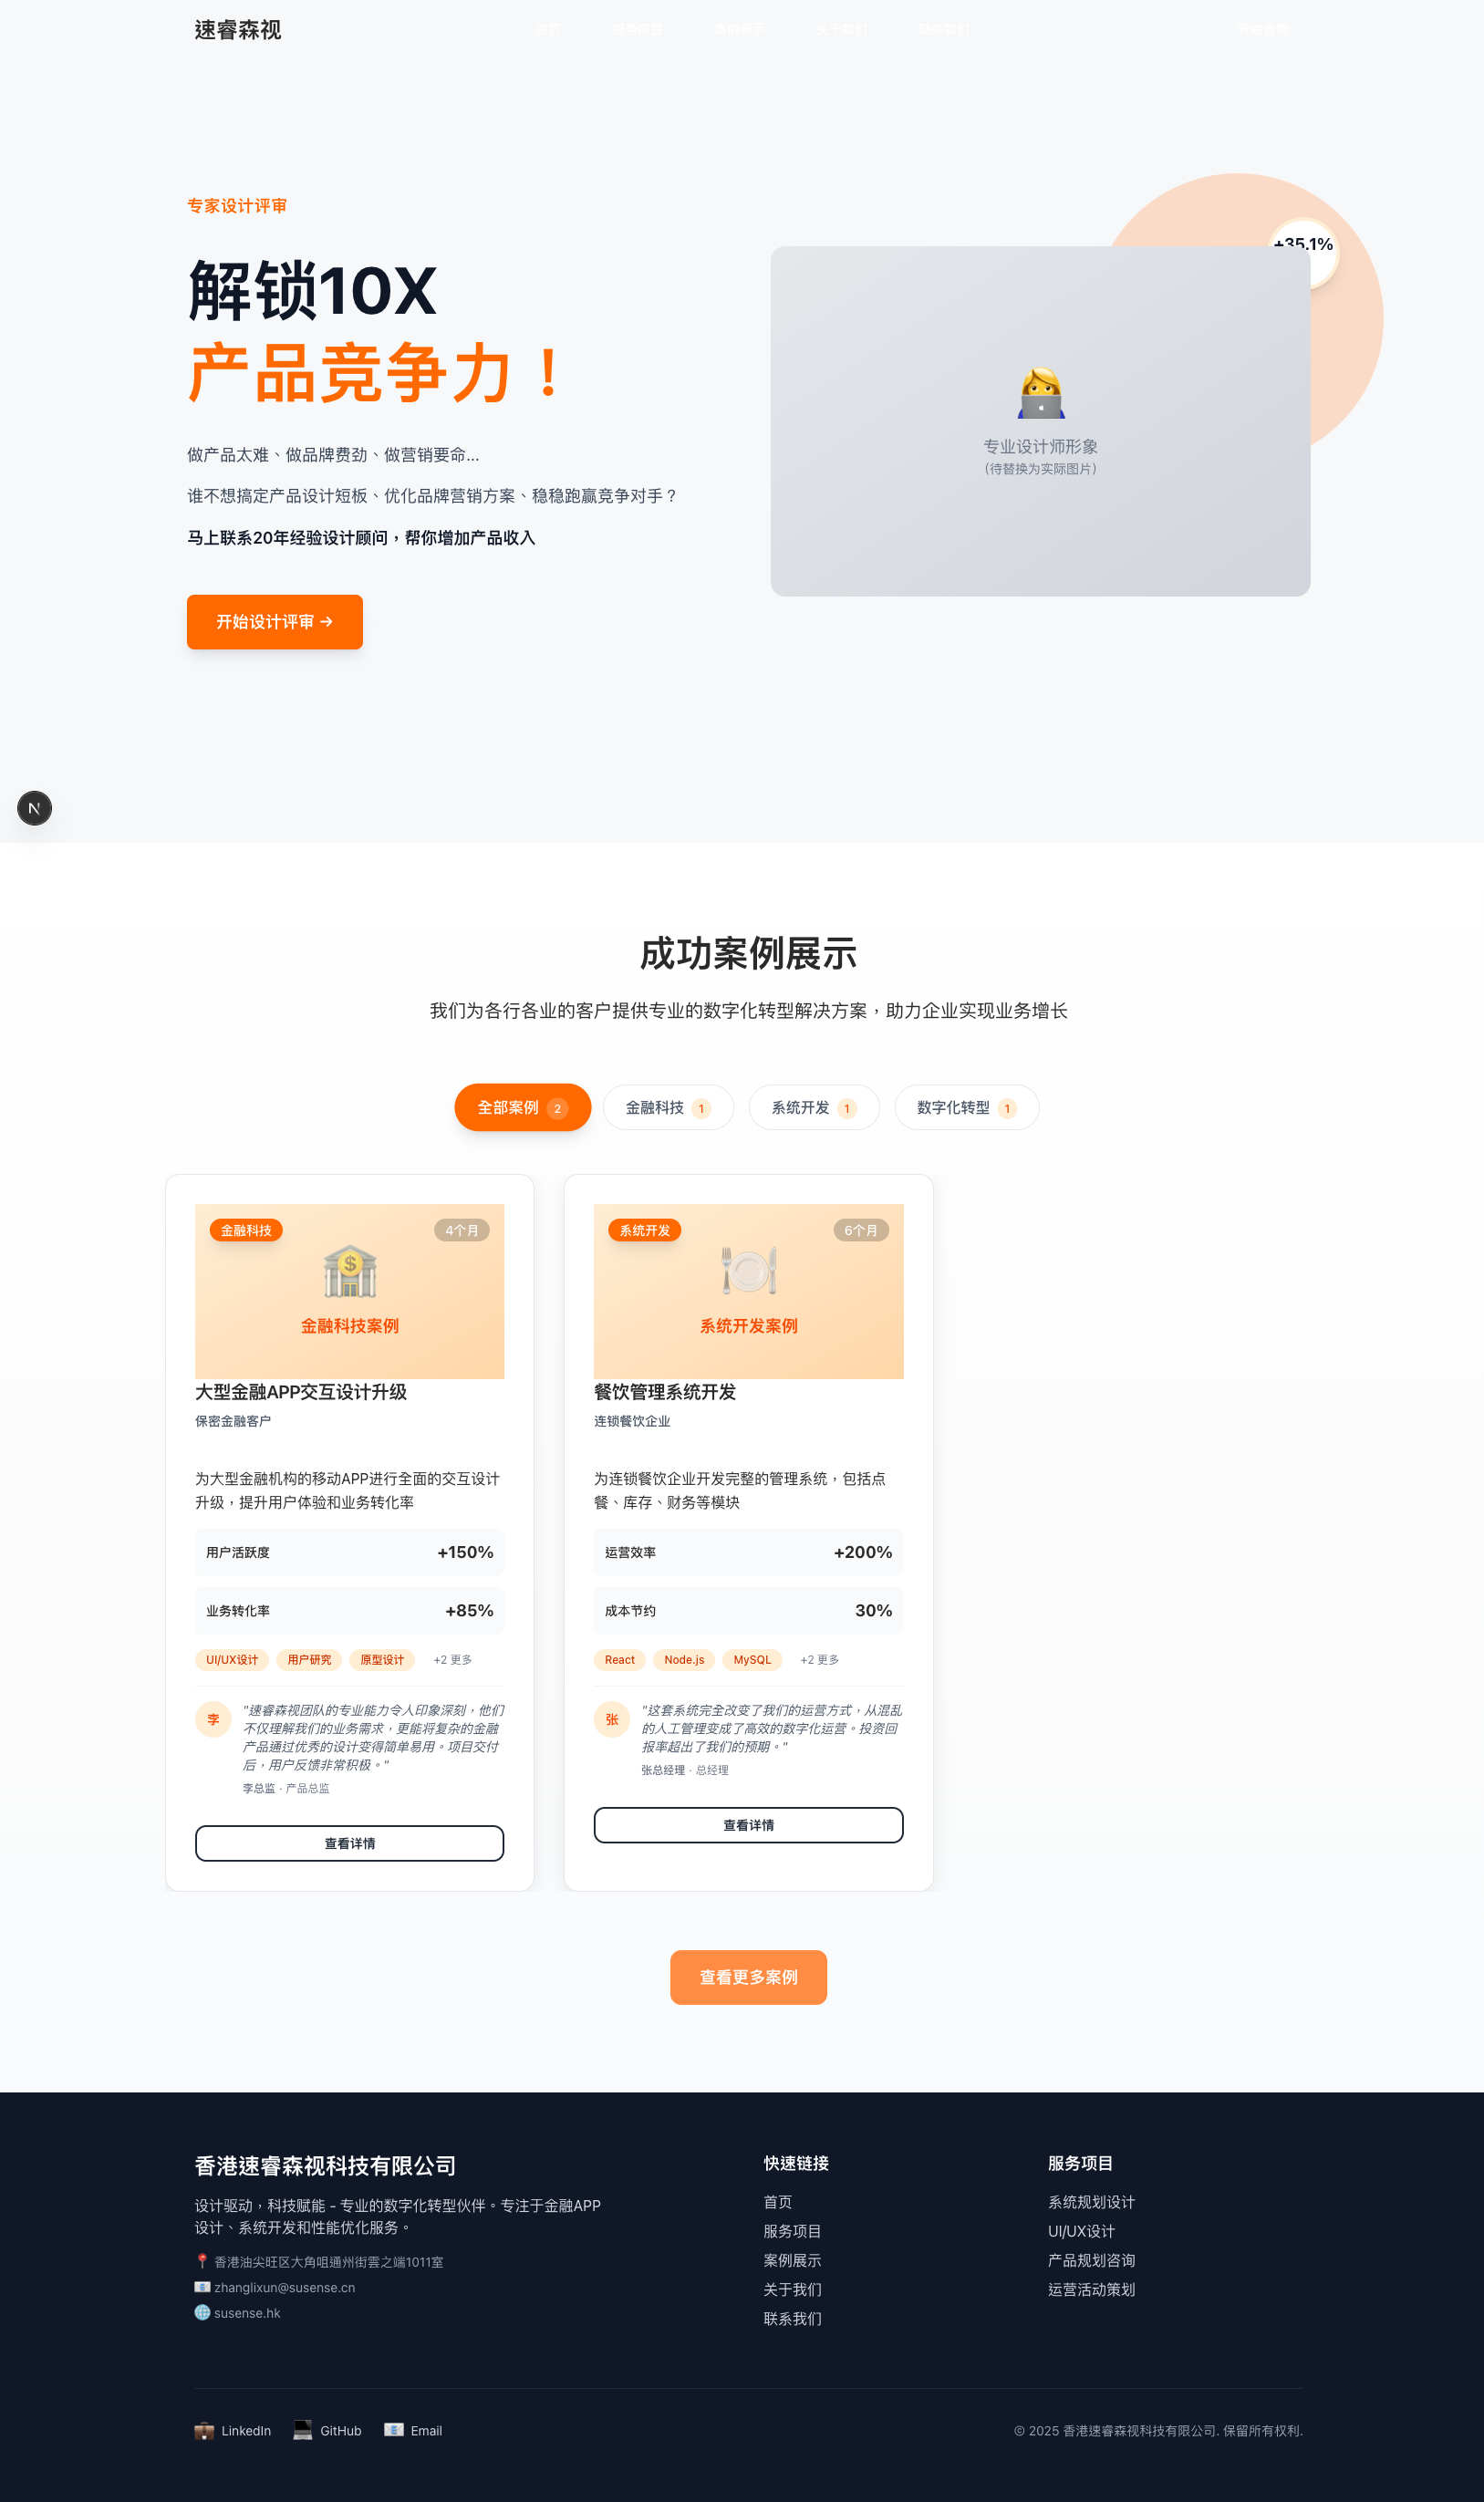 速睿森视
首页
服务项目
案例展示
关于我们
联系我们
开始咨询
专家设计评审
解锁10X
产品竞争力！
做产品太难、做品牌费劲、做营销要命...
谁不想搞定产品设计短板、优化品牌营销方案、稳稳跑赢竞争对手？
马上联系20年经验设计顾问，帮你增加产品收入
开始设计评审 →
+35.1%
专业设计师形象
(待替换为实际图片)
N
成功案例展示
我们为各行各业的客户提供专业的数字化转型解决方案，助力企业实现业务增长
全部案例 2
金融科技 1
系统开发 1
数字化转型 1
金融科技
4个月
金融科技案例
大型金融APP交互设计升级
保密金融客户
为大型金融机构的移动APP进行全面的交互设计
升级，提升用户体验和业务转化率
用户活跃度 +150%
业务转化率 +85%
UI/UX设计 用户研究 原型设计 +2 更多
李
"速睿森视团队的专业能力令人印象深刻，他们
不仅理解我们的业务需求，更能将复杂的金融
产品通过优秀的设计变得简单易用。项目交付
后，用户反馈非常积极。"
李总监 · 产品总监
查看详情
系统开发
6个月
系统开发案例
餐饮管理系统开发
连锁餐饮企业
为连锁餐饮企业开发完整的管理系统，包括点
餐、库存、财务等模块
运营效率 +200%
成本节约 30%
React Node.js MySQL +2 更多
张
"这套系统完全改变了我们的运营方式，从混乱
的人工管理变成了高效的数字化运营。投资回
报率超出了我们的预期。"
张总经理 · 总经理
查看详情
查看更多案例
香港速睿森视科技有限公司
设计驱动，科技赋能 - 专业的数字化转型伙伴。专注于金融APP
设计、系统开发和性能优化服务。
香港油尖旺区大角咀通州街雲之端1011室
zhanglixun@susense.cn
susense.hk
快速链接
首页
服务项目
案例展示
关于我们
联系我们
服务项目
系统规划设计
UI/UX设计
产品规划咨询
运营活动策划
LinkedIn
GitHub
Email
© 2025 香港速睿森视科技有限公司. 保留所有权利.